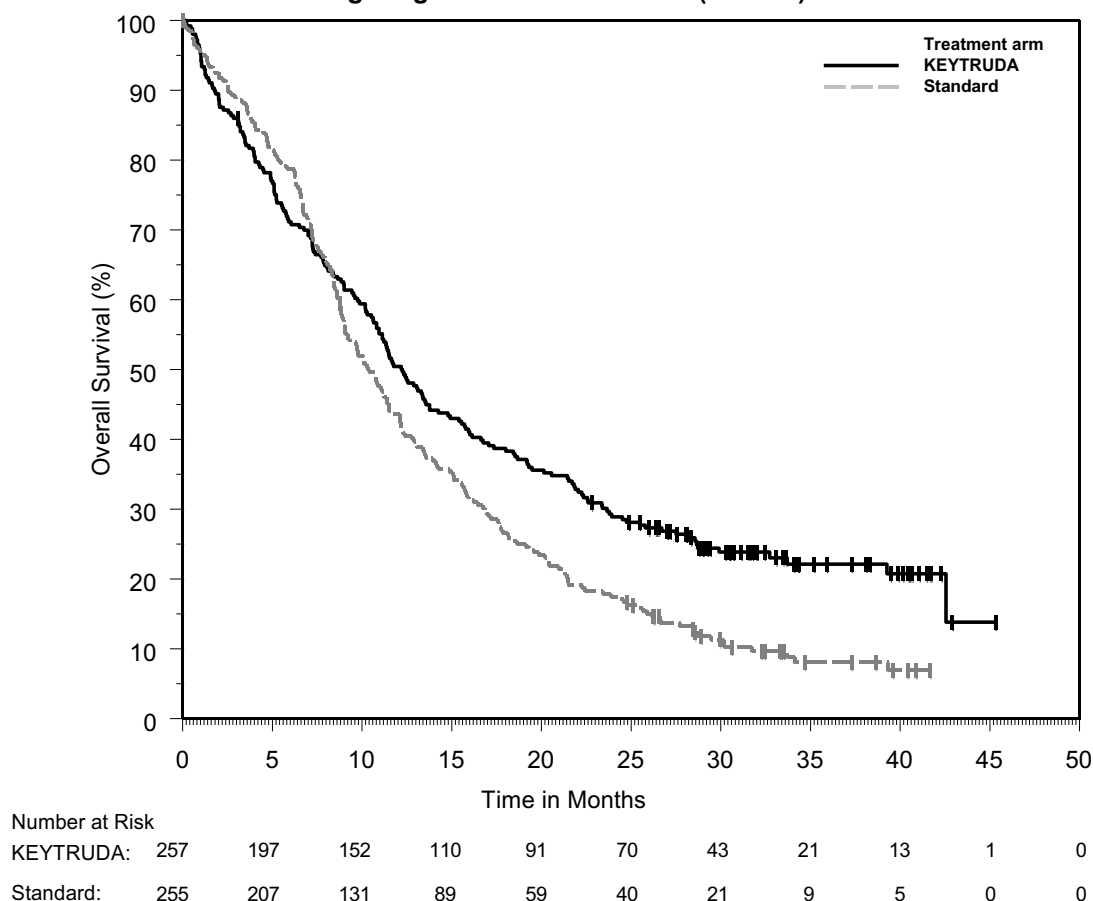 Treatment arm
KEYTRUDA
Standard
Overall Survival (%)
100
90
80
70
60
50
40
30
20
10
0
0 5 10 15 20 25 30 35 40 45 50
Time in Months
Number at Risk
KEYTRUDA: 257 197 152 110 91 70 43 21 13 1 0
Standard: 255 207 131 89 59 40 21 9 5 0 0